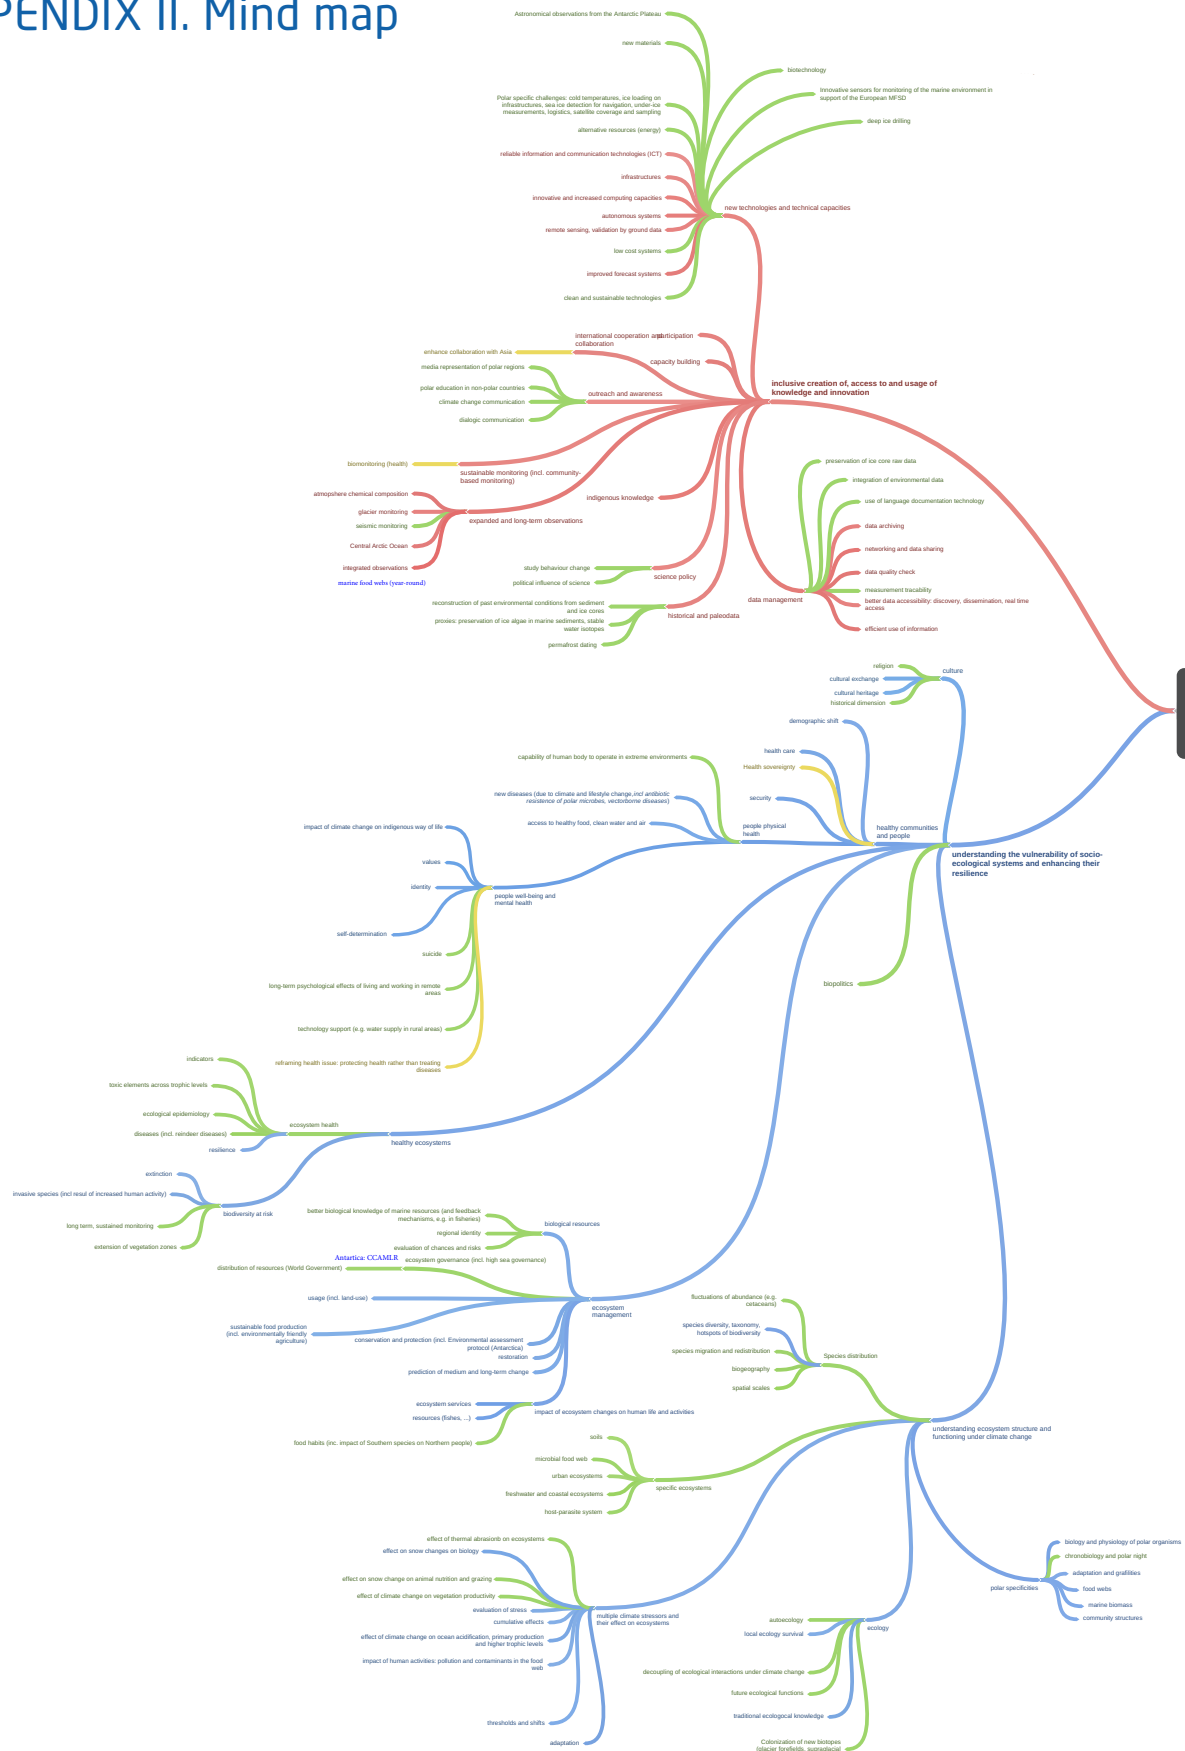 PENDIX II. Mind map
Astronomical observations from the Antarctic Plateau
new materials
biotechnology
Innovative sensors for monitoring of the marine environment in
support of the European MFSD
Polar specific challenges: cold temperatures, ice loading on
infrastructures, sea ice detection for navigation, under-ice
measurements, logistics, satellite coverage and sampling
deep ice drilling
alternative resources (energy)
reliable information and communication technologies (ICT)
infrastructures
innovative and increased computing capacities
new technologies and technical capacities
autonomous systems
remote sensing, validation by ground data
low cost systems
improved forecast systems
clean and sustainable technologies
international cooperation and
collaboration
participation
enhance collaboration with Asia
capacity building
media representation of polar regions
polar education in non-polar countries
outreach and awareness
inclusive creation of, access to and usage of
knowledge and innovation
climate change communication
dialogic communication
biomonitoring (health)
sustainable monitoring (incl. community-
based monitoring)
preservation of ice core raw data
integration of environmental data
atmopshere chemical composition
indigenous knowledge
use of language documentation technology
glacier monitoring
expanded and long-term observations
seismic monitoring
data archiving
Central Arctic Ocean
networking and data sharing
integrated observations
study behaviour change
science policy
data quality check
marine food webs (year-round)
political influence of science
measurement tracability
data management
better data accessibility: discovery, dissemination, real time
access
reconstruction of past environmental conditions from sediment
and ice cores
historical and paleodata
proxies: preservation of ice algae in marine sediments, stable
water isotopes
efficient use of information
permafrost dating
religion
culture
cultural exchange
cultural heritage
historical dimension
demographic shift
health care
capability of human body to operate in extreme environments
Health sovereignty
new diseases (due to climate and lifestyle change,incl antibiotic
resistence of polar microbes, vectorborne diseases)
security
access to healthy food, clean water and air
people physical
health
healthy communities
and people
impact of climate change on indigenous way of life
understanding the vulnerability of socio-
ecological systems and enhancing their
resilience
values
identity
people well-being and
mental health
self-determination
suicide
long-term psychological effects of living and working in remote
areas
biopolitics
technology support (e.g. water supply in rural areas)
reframing health issue: protecting health rather than treating
diseases
indicators
toxic elements across trophic levels
ecological epidemiology
ecosystem health
diseases (incl. reindeer diseases)
healthy ecosystems
resilience
extinction
invasive species (incl resul of increased human activity)
biodiversity at risk
long term, sustained monitoring
extension of vegetation zones
better biological knowledge of marine resources (and feedback
mechanisms, e.g. in fisheries)
biological resources
regional identity
evaluation of chances and risks
Antartica: CCAMLR
ecosystem governance (incl. high sea governance)
distribution of resources (World Government)
usage (incl. land-use)
ecosystem
management
sustainable food production
(incl. environmentally friendly
agriculture)
conservation and protection (incl. Environmental assessment
protocol (Antarctica)
restoration
prediction of medium and long-term change
ecosystem services
impact of ecosystem changes on human life and activities
resources (fishes, ...)
food habits (inc. impact of Southern species on Northern people)
fluctuations of abundance (e.g.
cetaceans)
species diversity, taxonomy,
hotspots of biodiversity
species migration and redistribution
Species distribution
biogeography
spatial scales
understanding ecosystem structure and
functioning under climate change
soils
microbial food web
urban ecosystems
specific ecosystems
freshwater and coastal ecosystems
host-parasite system
effect of thermal abrasionb on ecosystems
effect on snow changes on biology
effect on snow change on animal nutrition and grazing
effect of climate change on vegetation productivity
evaluation of stress
multiple climate stressors and
their effect on ecosystems
cumulative effects
effect of climate change on ocean acidification, primary production
and higher trophic levels
impact of human activities: pollution and contaminants in the food
web
thresholds and shifts
adaptation
biology and physiology of polar organisms
chronobiology and polar night
adaptation and grafilities
polar specificities
food webs
marine biomass
community structures
autoecology
ecology
local ecology survival
decoupling of ecological interactions under climate change
future ecological functions
traditional ecologocal knowledge
Colonization of new biotopes
(glacier forefields, supraglacial